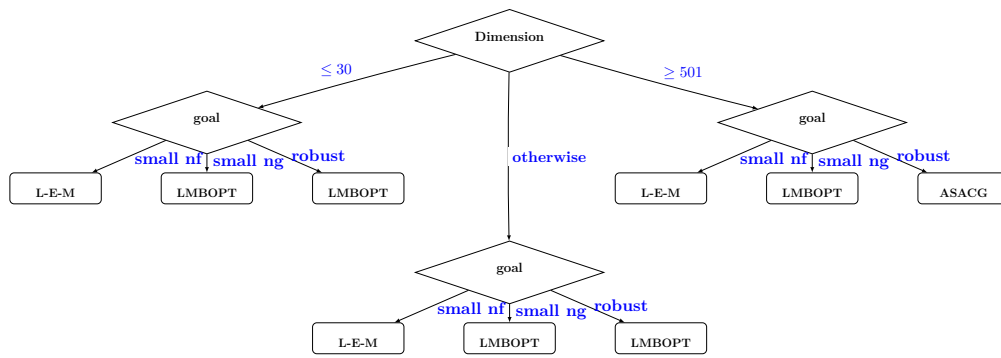 Dimension
≤ 30
≥ 501
goal
goal
small nf
small ng
robust
small nf
small ng
robust
otherwise
L-E-M
LMBOPT
LMBOPT
L-E-M
LMBOPT
ASACG
goal
small nf
small ng
robust
L-E-M
LMBOPT
LMBOPT